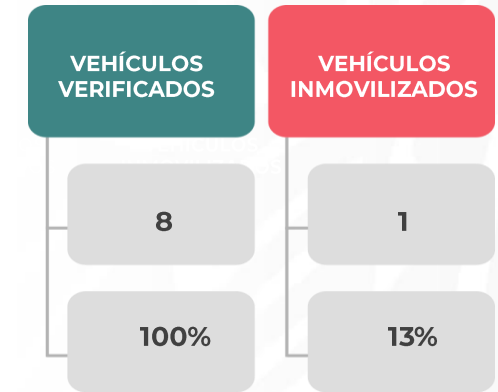 VEHÍCULOS
VERIFICADOS
8
100%
VEHÍCULOS
INMOVILIZADOS
1
13%